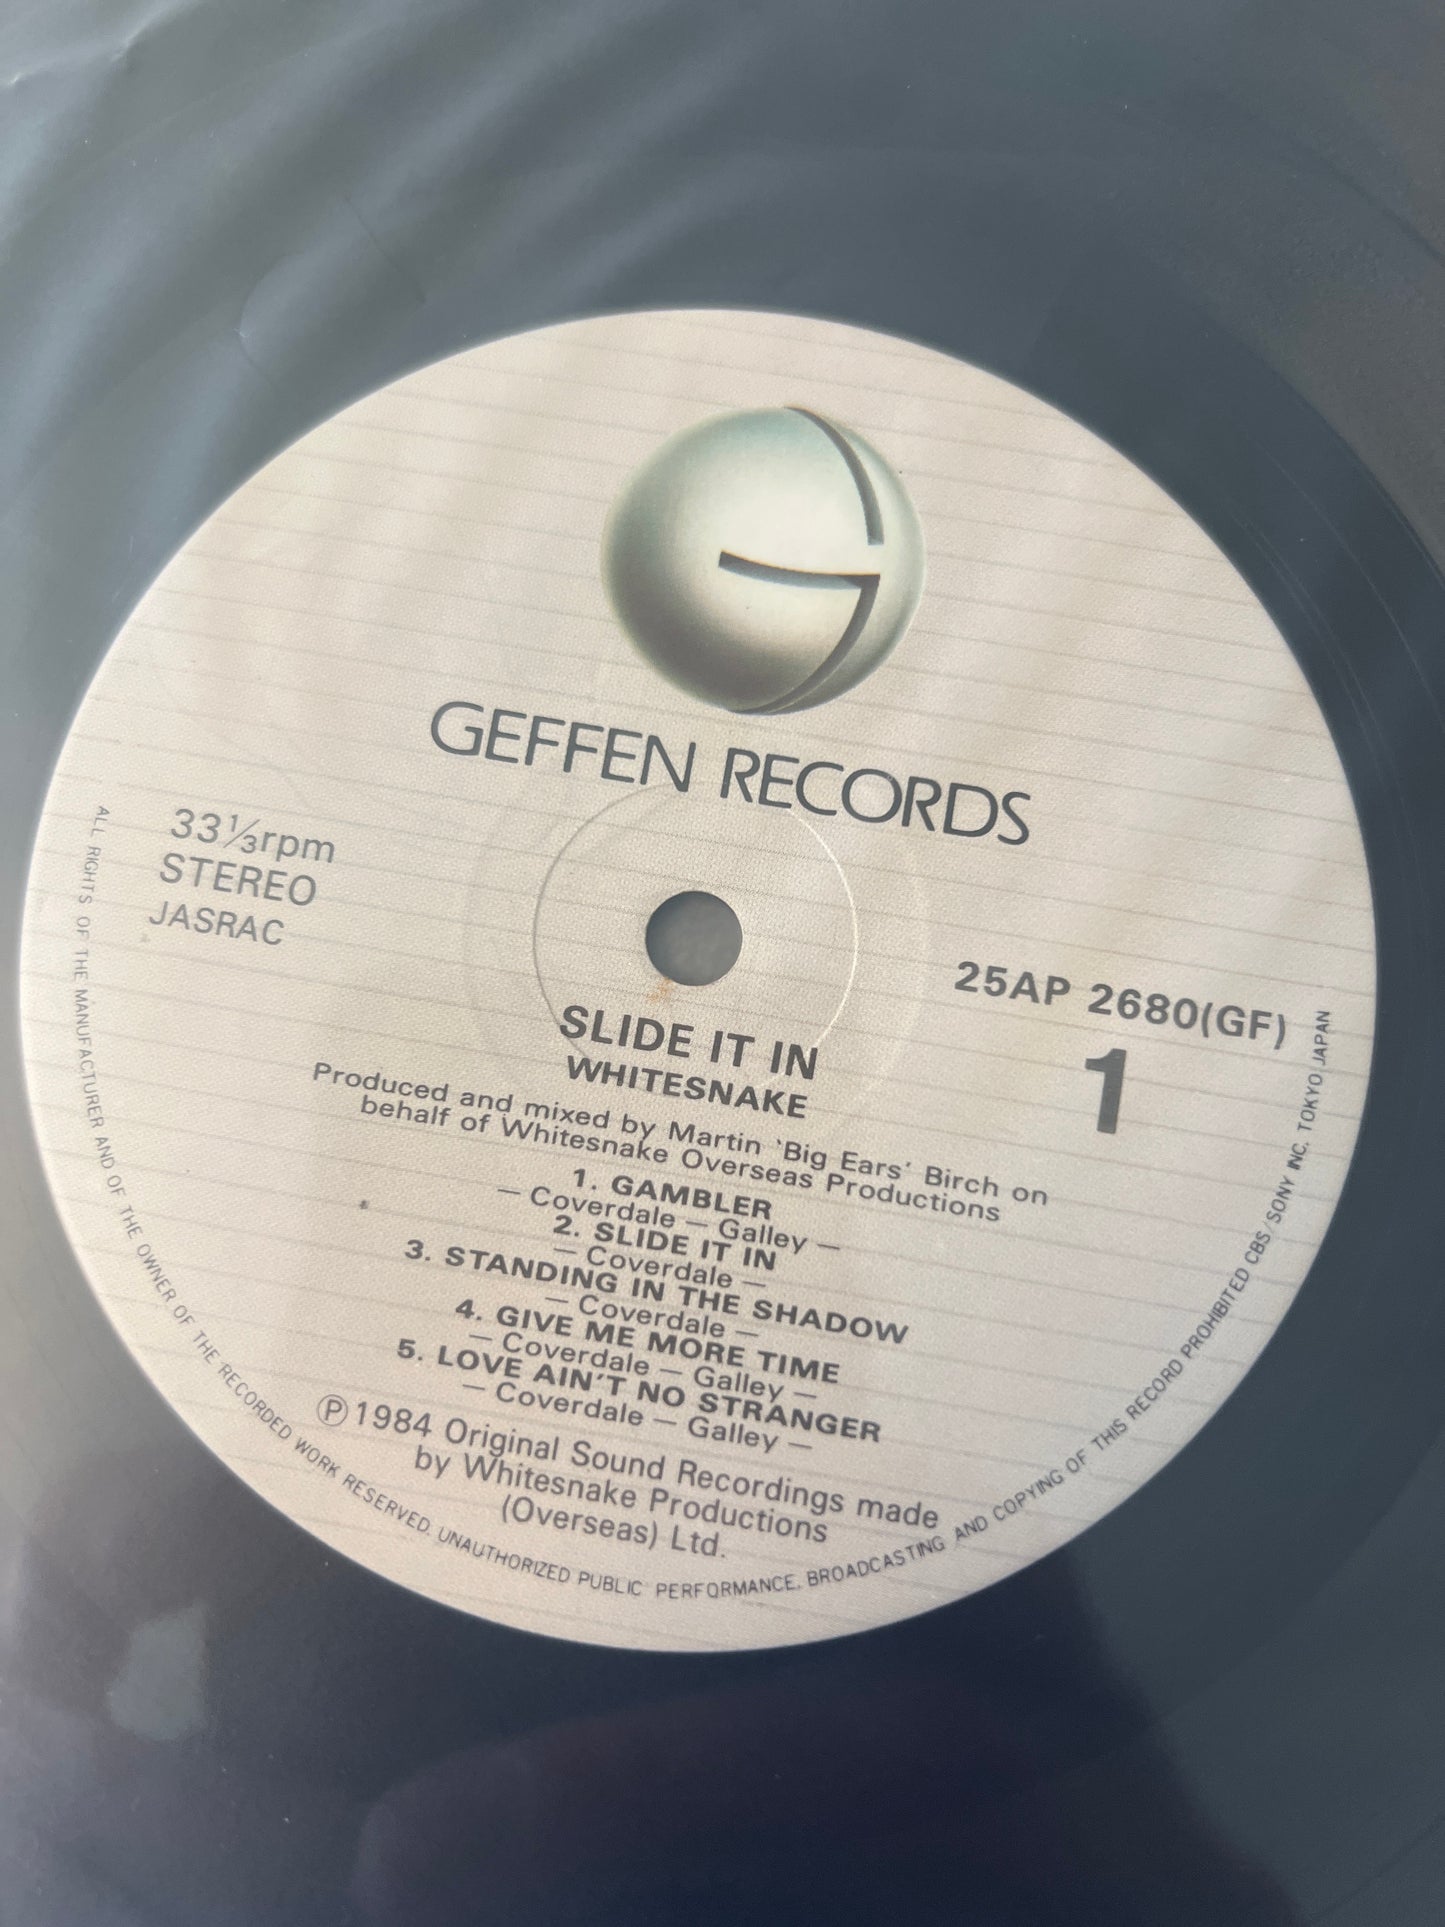 GEFFEN RECORDS
33⅓rpm
STEREO
JASRAC
25AP 2680(GF)
1
SLIDE IT IN
WHITESNAKE
Produced and mixed by Martin 'Big Ears' Birch on
behalf of Whitesnake Overseas Productions
1. GAMBLER
— Coverdale — Galley —
2. SLIDE IT IN
— Coverdale —
3. STANDING IN THE SHADOW
— Coverdale —
4. GIVE ME MORE TIME
— Coverdale — Galley —
5. LOVE AIN'T NO STRANGER
— Coverdale — Galley —
Ⓟ1984 Original Sound Recordings made
by Whitesnake Productions
(Overseas) Ltd.
ALL RIGHTS OF THE MANUFACTURER AND OF THE OWNER OF THE RECORDED WORK RESERVED. UNAUTHORIZED PUBLIC PERFORMANCE, BROADCASTING AND COPYING OF THIS RECORD PROHIBITED CBS/SONY INC. TOKYO JAPAN